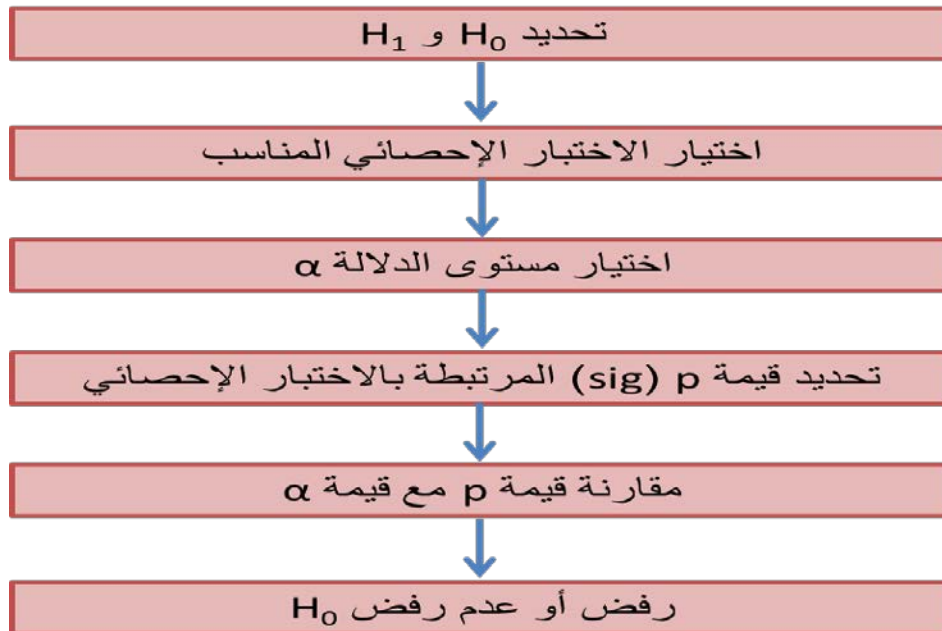 تحديد H₀ و H₁
اختيار الاختبار الإحصائي المناسب
اختيار مستوى الدلالة α
تحديد قيمة p (sig) المرتبطة بالاختبار الإحصائي
مقارنة قيمة p مع قيمة α
رفض أو عدم رفض H₀